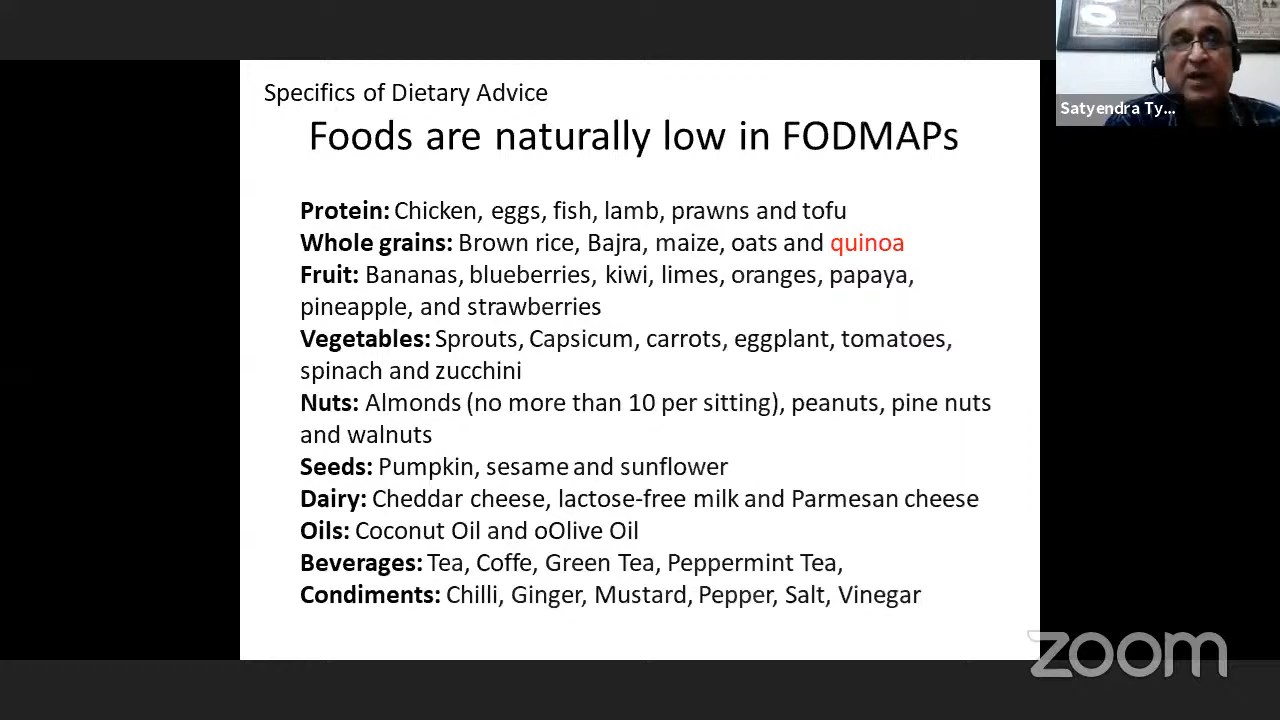 Specifics of Dietary Advice
Foods are naturally low in FODMAPs
Protein: Chicken, eggs, fish, lamb, prawns and tofu
Whole grains: Brown rice, Bajra, maize, oats and quinoa
Fruit: Bananas, blueberries, kiwi, limes, oranges, papaya,
pineapple, and strawberries
Vegetables: Sprouts, Capsicum, carrots, eggplant, tomatoes,
spinach and zucchini
Nuts: Almonds (no more than 10 per sitting), peanuts, pine nuts
and walnuts
Seeds: Pumpkin, sesame and sunflower
Dairy: Cheddar cheese, lactose-free milk and Parmesan cheese
Oils: Coconut Oil and oOlive Oil
Beverages: Tea, Coffe, Green Tea, Peppermint Tea,
Condiments: Chilli, Ginger, Mustard, Pepper, Salt, Vinegar
Satyendra Ty...
zoom